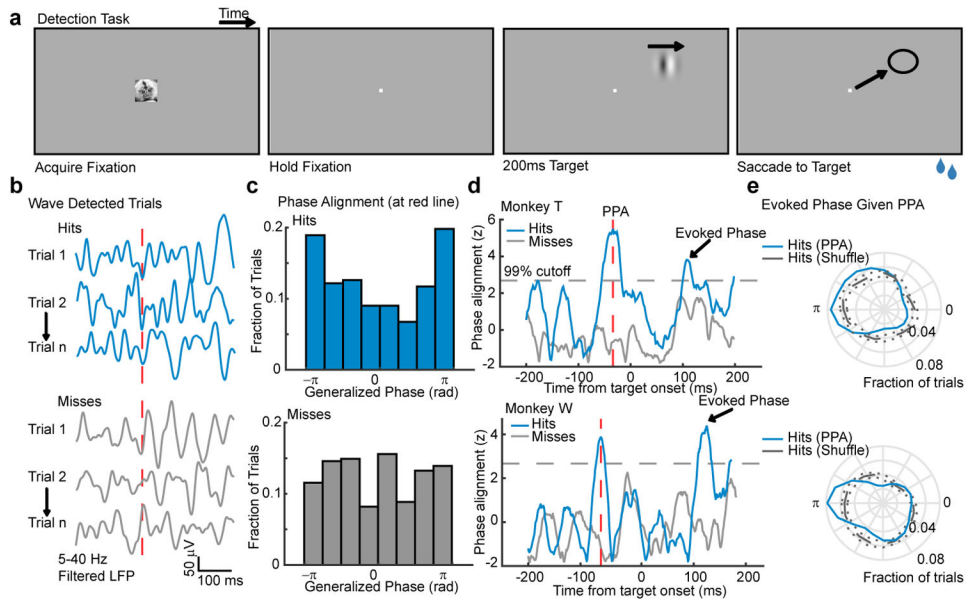 a
Detection Task
Time
Acquire Fixation
Hold Fixation
200ms Target
Saccade to Target
b
Wave Detected Trials
Hits
Trial 1
Trial 2
Trial n
Misses
Trial 1
Trial 2
Trial n
5-40 Hz
Filtered LFP
50 μV
100 ms
c
Phase Alignment (at red line)
Hits
Fraction of Trials
0.2
0.1
0
−π
0
π
Generalized Phase (rad)
Misses
Fraction of Trials
0.2
0.1
0
−π
0
π
Generalized Phase (rad)
d
Monkey T
PPA
Hits
Misses
Evoked Phase
99% cutoff
Phase alignment (z)
6
4
2
0
-2
-200
-100
0
100
200
Time from target onset (ms)
Monkey W
Hits
Misses
Evoked Phase
Phase alignment (z)
4
2
0
-2
-200
-100
0
100
200
Time from target onset (ms)
e
Evoked Phase Given PPA
Hits (PPA)
Hits (Shuffle)
π
0
0.04
0.08
Fraction of trials
Hits (PPA)
Hits (Shuffle)
π
0
0.04
0.08
Fraction of trials